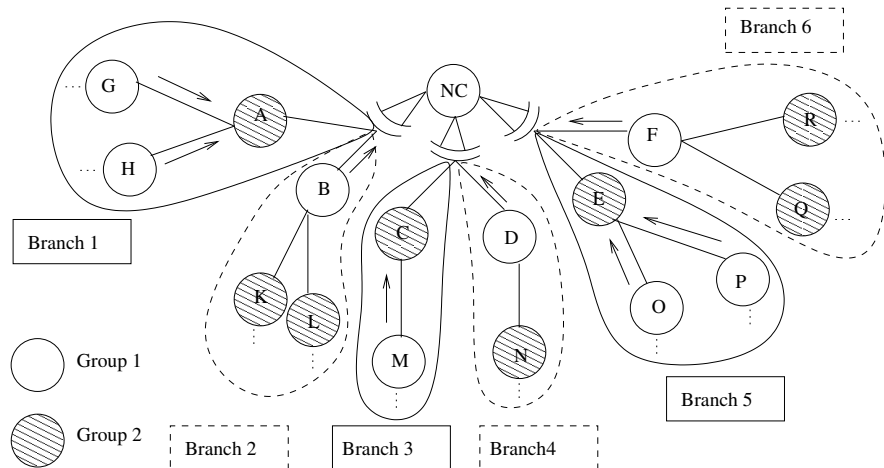 Branch 6
NC
G
A
R
F
H
B
E
Q
Branch 1
C
D
P
K
L
O
M
N
Group 1
Branch 5
Group 2
Branch 2
Branch 3
Branch4